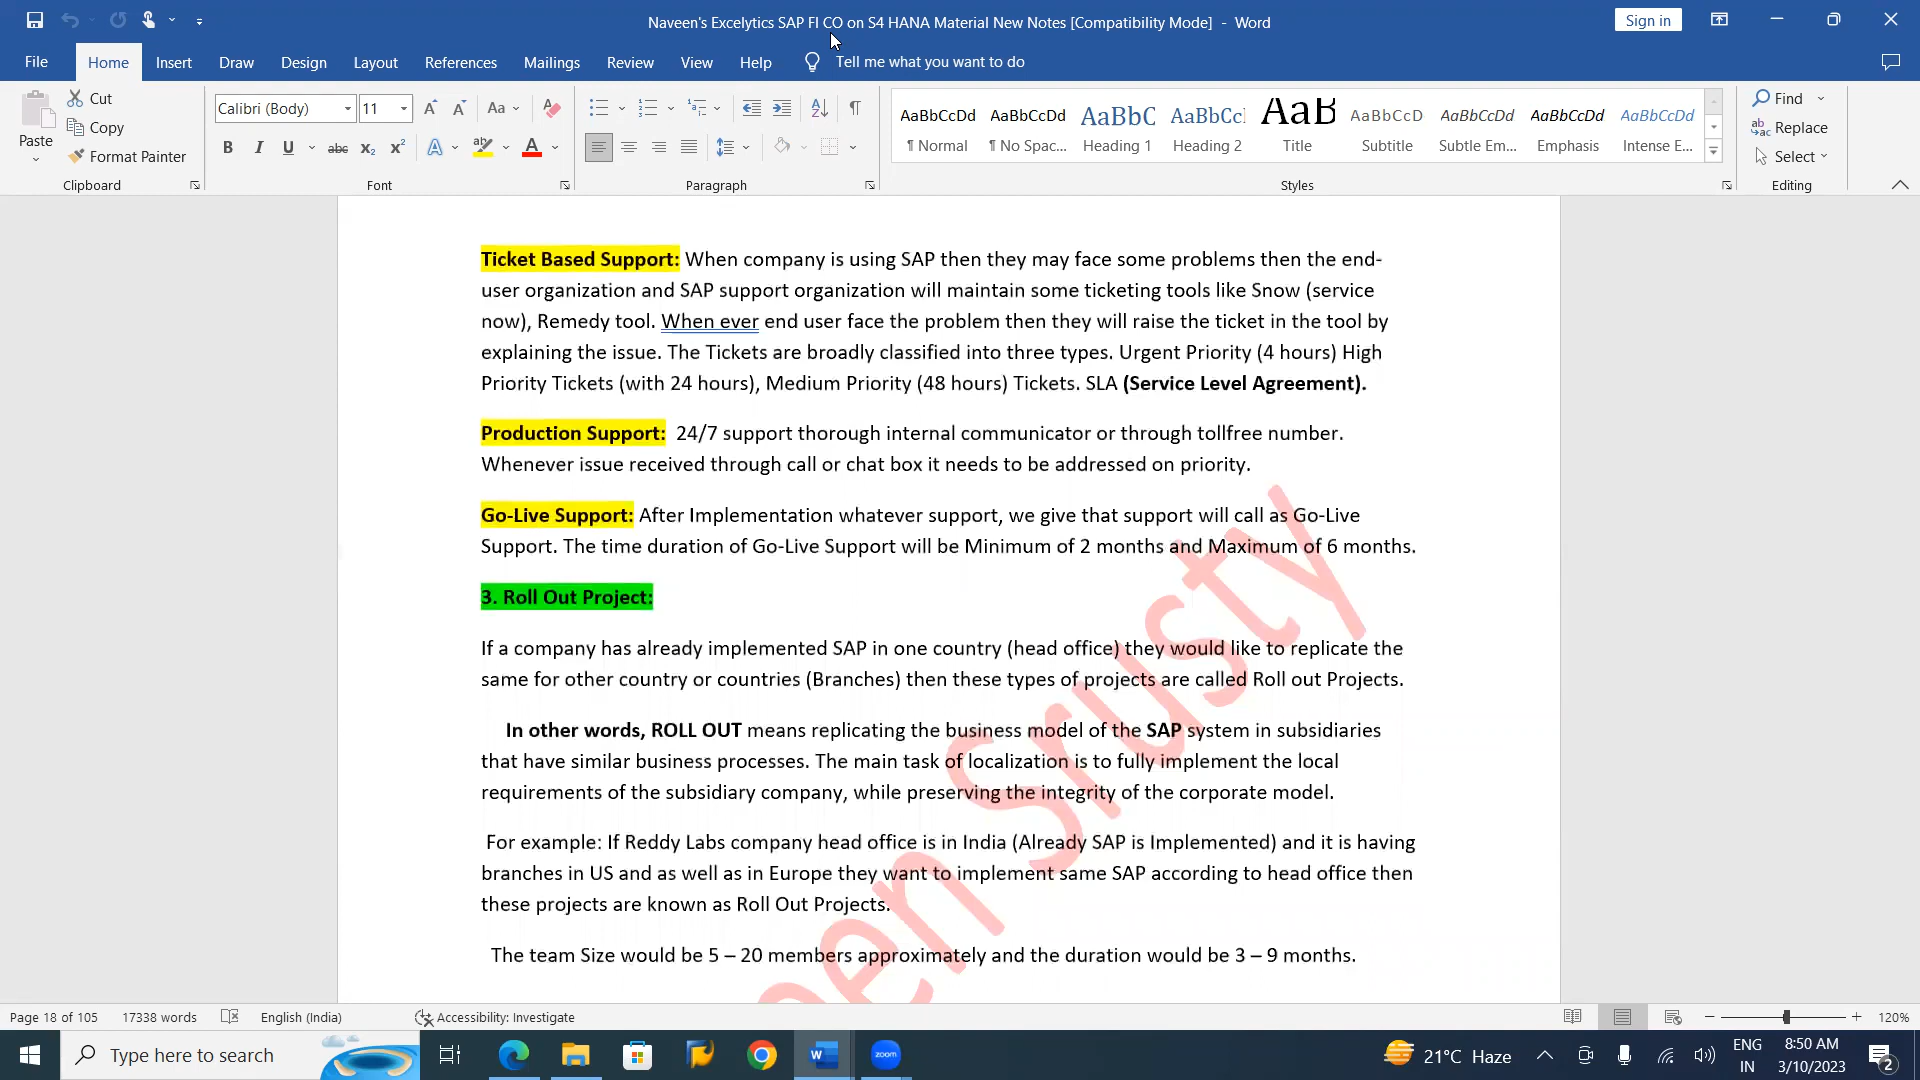 Naveen's Excelytics SAP FI CO on S4 HANA Material New Notes [Compatibility Mode] - Word
Sign in
File Home Insert Draw Design Layout References Mailings Review View Help Tell me what you want to do
Paste
Cut
Copy
Format Painter
Clipboard
Calibri (Body) 11
Aa
B I U abc x₂ x² A A
Font
Paragraph
AaBbCcDd AaBbCcDd AaBbC AaBbCc AaB AaBbCcD AaBbCcDd AaBbCcDd AaBbCcDd
¶ Normal ¶ No Spac... Heading 1 Heading 2 Title Subtitle Subtle Em... Emphasis Intense E...
Styles
Find
Replace
Select
Editing
Ticket Based Support: When company is using SAP then they may face some problems then the end-
user organization and SAP support organization will maintain some ticketing tools like Snow (service
now), Remedy tool. When ever end user face the problem then they will raise the ticket in the tool by
explaining the issue. The Tickets are broadly classified into three types. Urgent Priority (4 hours) High
Priority Tickets (with 24 hours), Medium Priority (48 hours) Tickets. SLA (Service Level Agreement).
Production Support: 24/7 support thorough internal communicator or through tollfree number.
Whenever issue received through call or chat box it needs to be addressed on priority.
Go-Live Support: After Implementation whatever support, we give that support will call as Go-Live
Support. The time duration of Go-Live Support will be Minimum of 2 months and Maximum of 6 months.
3. Roll Out Project:
If a company has already implemented SAP in one country (head office) they would like to replicate the
same for other country or countries (Branches) then these types of projects are called Roll out Projects.
In other words, ROLL OUT means replicating the business model of the SAP system in subsidiaries
that have similar business processes. The main task of localization is to fully implement the local
requirements of the subsidiary company, while preserving the integrity of the corporate model.
For example: If Reddy Labs company head office is in India (Already SAP is Implemented) and it is having
branches in US and as well as in Europe they want to implement same SAP according to head office then
these projects are known as Roll Out Projects.
The team Size would be 5 – 20 members approximately and the duration would be 3 – 9 months.
een Srusty
Page 18 of 105 17338 words English (India) Accessibility: Investigate 120%
Type here to search
zoom
21°C Haze
ENG
IN
8:50 AM
3/10/2023
2